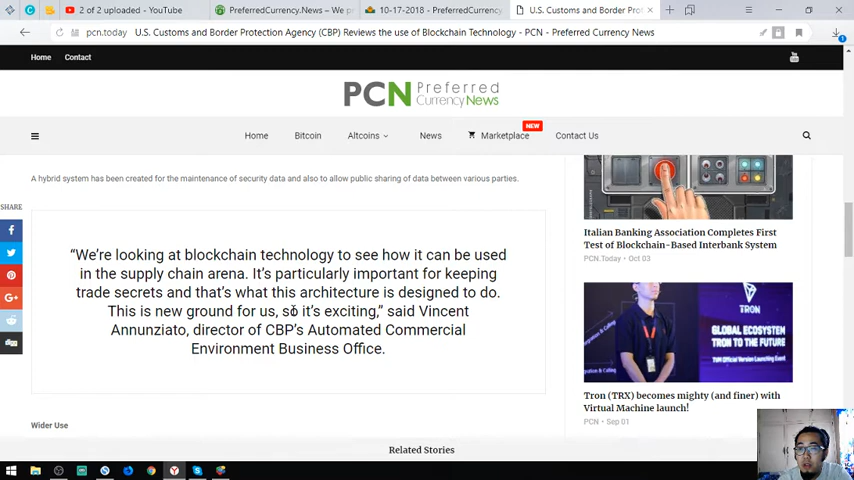 2 of 2 uploaded - YouTube
PreferredCurrency.News – We pr
10-17-2018 - PreferredCurrency
U.S. Customs and Border Prot
pcn.today
U.S. Customs and Border Protection Agency (CBP) Reviews the use of Blockchain Technology - PCN - Preferred Currency News
Home
Contact
PCN Preferred
Currency News
NEW
Home
Bitcoin
Altcoins
News
Marketplace
Contact Us
A hybrid system has been created for the maintenance of security data and also to allow public sharing of data between various parties.
SHARE
“We’re looking at blockchain technology to see how it can be used
in the supply chain arena. It’s particularly important for keeping
trade secrets and that’s what this architecture is designed to do.
This is new ground for us, so it’s exciting,” said Vincent
Annunziato, director of CBP’s Automated Commercial
Environment Business Office.
Wider Use
Italian Banking Association Completes First
Test of Blockchain-Based Interbank System
PCN.Today • Oct 03
TRON
GLOBAL ECOSYSTEM
TRON TO THE FUTURE
TVM Official Version Launching Event
Tron (TRX) becomes mighty (and finer) with
Virtual Machine launch!
PCN • Sep 01
Related Stories
digg